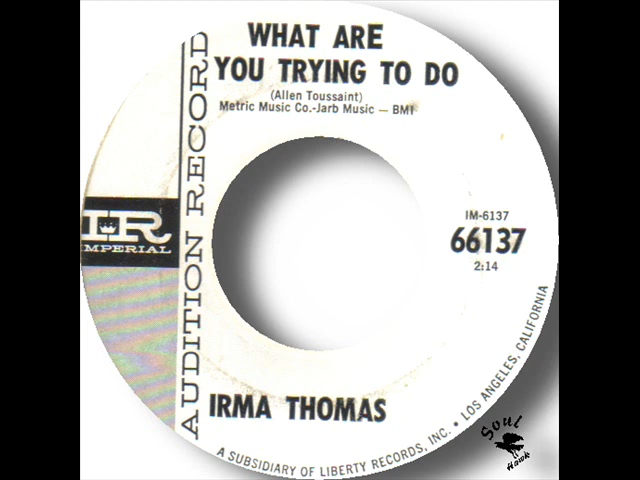 WHAT ARE
YOU TRYING TO DO
(Allen Toussaint)
Metric Music Co.-Jarb Music — BMI
AUDITION RECORD
IR
IMPERIAL
IM-6137
66137
2:14
IRMA THOMAS
A SUBSIDIARY OF LIBERTY RECORDS, INC. • LOS ANGELES, CALIFORNIA
Soul
Hawk